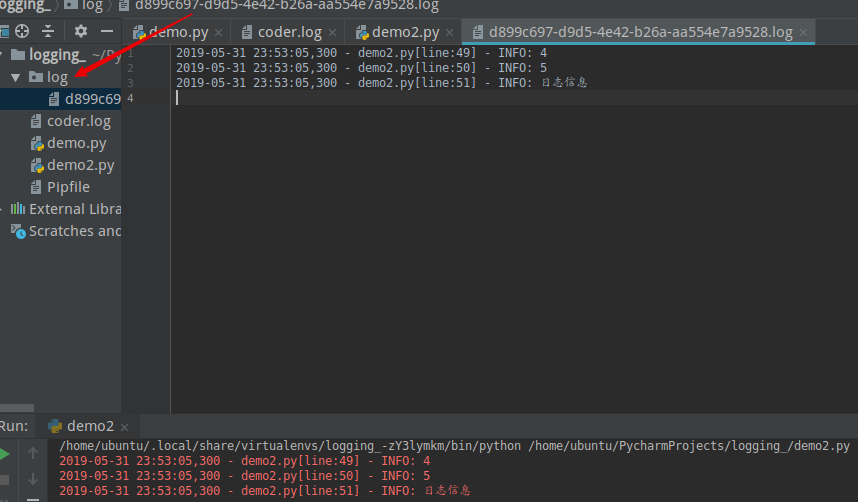 logging_ log d899c697-d9d5-4e42-b26a-aa554e7a9528.log
demo.py coder.log demo2.py d899c697-d9d5-4e42-b26a-aa554e7a9528.log
logging_ ~/Py
log
d899c69
coder.log
demo.py
demo2.py
Pipfile
External Libra
Scratches and
1 2019-05-31 23:53:05,300 - demo2.py[line:49] - INFO: 4
2 2019-05-31 23:53:05,300 - demo2.py[line:50] - INFO: 5
3 2019-05-31 23:53:05,300 - demo2.py[line:51] - INFO: 日志信息
4
Run: demo2
/home/ubuntu/.local/share/virtualenvs/logging_-zY3lymkm/bin/python /home/ubuntu/PycharmProjects/logging_/demo2.py
2019-05-31 23:53:05,300 - demo2.py[line:49] - INFO: 4
2019-05-31 23:53:05,300 - demo2.py[line:50] - INFO: 5
2019-05-31 23:53:05,300 - demo2.py[line:51] - INFO: 日志信息